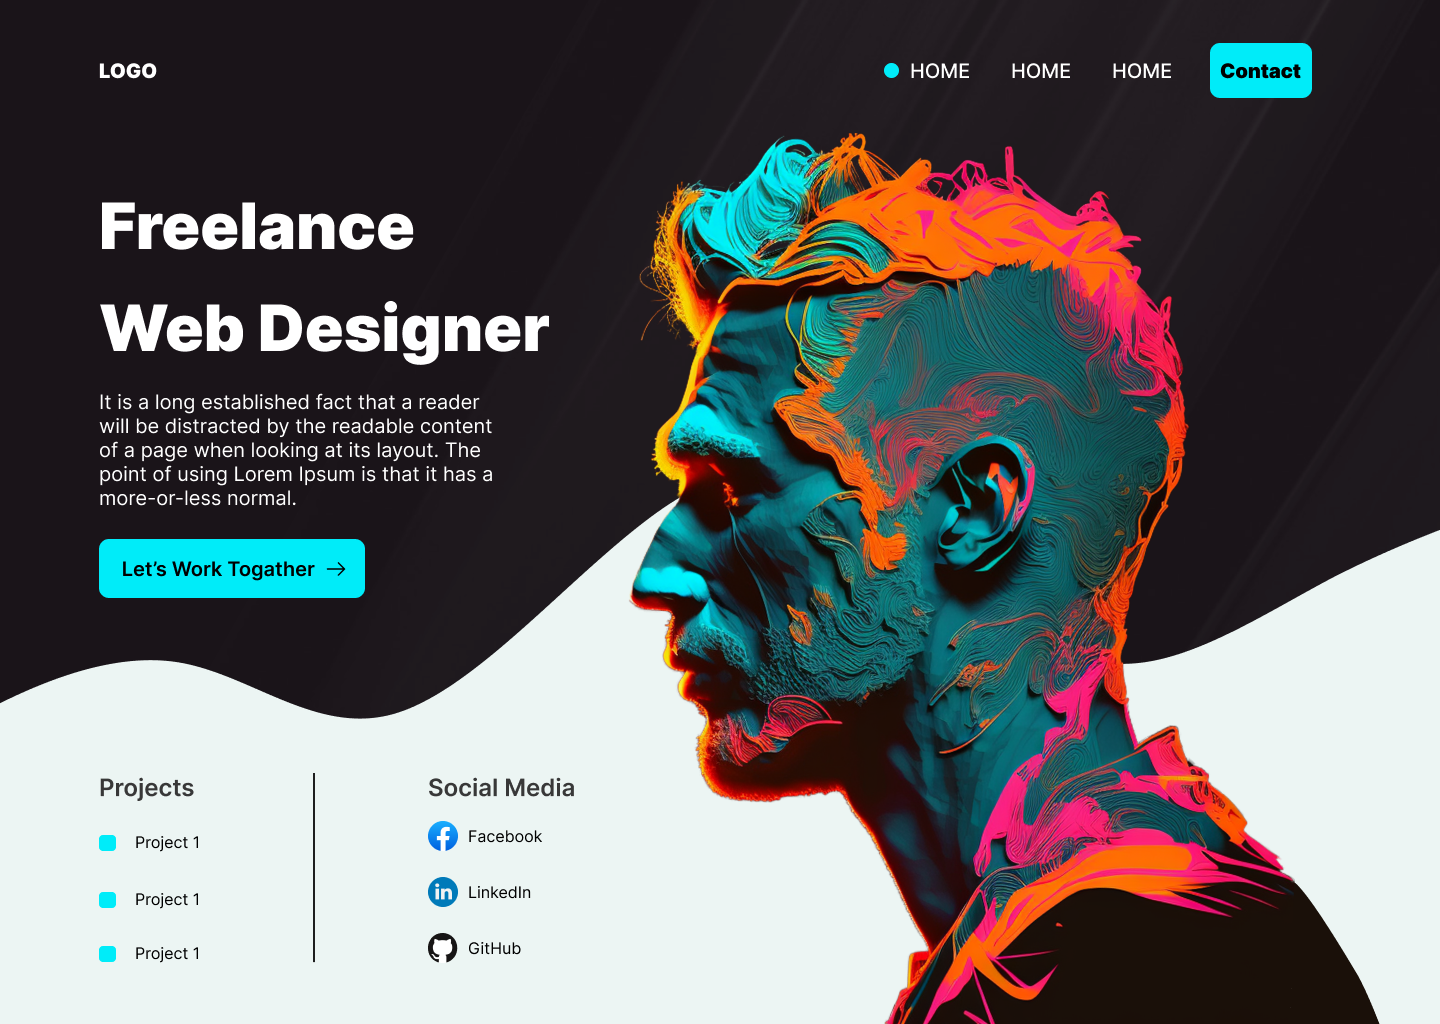 LOGO
HOME HOME HOME Contact
Freelance
Web Designer
It is a long established fact that a reader
will be distracted by the readable content
of a page when looking at its layout. The
point of using Lorem Ipsum is that it has a
more-or-less normal.
Let’s Work Togather →
Projects
Project 1
Project 1
Project 1
Social Media
Facebook
in LinkedIn
GitHub